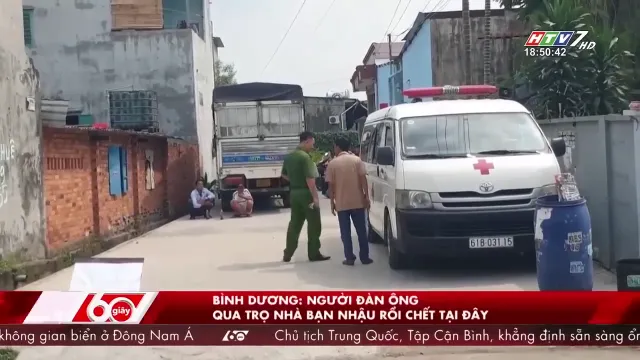 HTV7 HD
18:50:42
61B 031 15
60 giây
BÌNH DƯƠNG: NGƯỜI ĐÀN ÔNG
QUA TRỌ NHÀ BẠN NHẬU RỒI CHẾT TẠI ĐÂY
không gian biển ở Đông Nam Á 60 Chủ tịch Trung Quốc, Tập Cận Bình, khẳng định sẵn sàng ổn